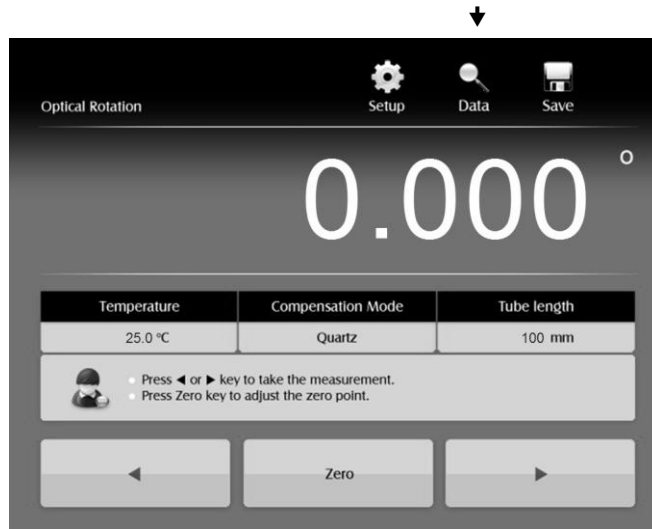 Optical Rotation
Setup
Data
Save
0.000 °
Temperature
Compensation Mode
Tube length
25.0 ℃
Quartz
100 mm
Press ◀ or ▶ key to take the measurement.
Press Zero key to adjust the zero point.
◀
Zero
▶